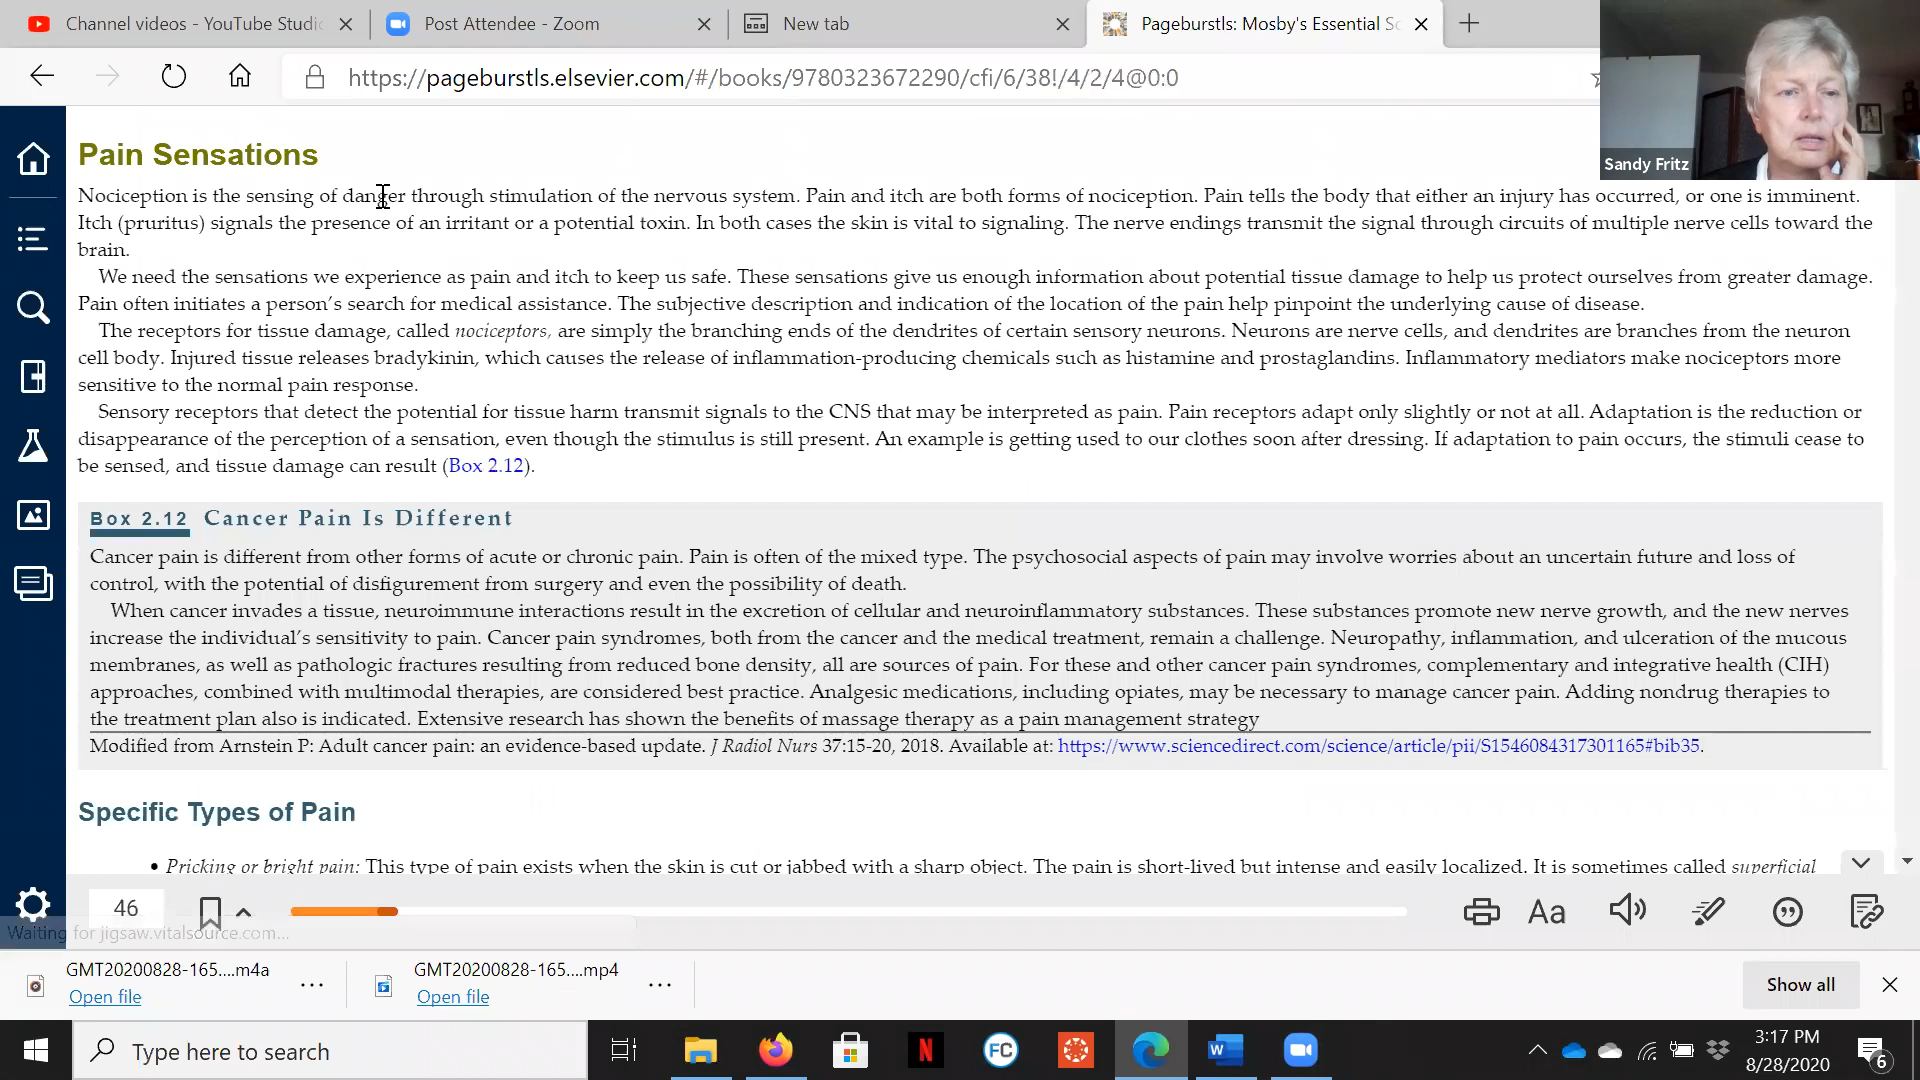 Channel videos - YouTube Studi
Post Attendee - Zoom
New tab
Pageburstls: Mosby's Essential Sc
https://pageburstls.elsevier.com/#/books/9780323672290/cfi/6/38!/4/2/4@0:0
Sandy Fritz
Pain Sensations
Nociception is the sensing of danger through stimulation of the nervous system. Pain and itch are both forms of nociception. Pain tells the body that either an injury has occurred, or one is imminent.
Itch (pruritus) signals the presence of an irritant or a potential toxin. In both cases the skin is vital to signaling. The nerve endings transmit the signal through circuits of multiple nerve cells toward the
brain.
We need the sensations we experience as pain and itch to keep us safe. These sensations give us enough information about potential tissue damage to help us protect ourselves from greater damage.
Pain often initiates a person's search for medical assistance. The subjective description and indication of the location of the pain help pinpoint the underlying cause of disease.
The receptors for tissue damage, called nociceptors, are simply the branching ends of the dendrites of certain sensory neurons. Neurons are nerve cells, and dendrites are branches from the neuron
cell body. Injured tissue releases bradykinin, which causes the release of inflammation-producing chemicals such as histamine and prostaglandins. Inflammatory mediators make nociceptors more
sensitive to the normal pain response.
Sensory receptors that detect the potential for tissue harm transmit signals to the CNS that may be interpreted as pain. Pain receptors adapt only slightly or not at all. Adaptation is the reduction or
disappearance of the perception of a sensation, even though the stimulus is still present. An example is getting used to our clothes soon after dressing. If adaptation to pain occurs, the stimuli cease to
be sensed, and tissue damage can result (Box 2.12).
Box 2.12 Cancer Pain Is Different
Cancer pain is different from other forms of acute or chronic pain. Pain is often of the mixed type. The psychosocial aspects of pain may involve worries about an uncertain future and loss of
control, with the potential of disfigurement from surgery and even the possibility of death.
When cancer invades a tissue, neuroimmune interactions result in the excretion of cellular and neuroinflammatory substances. These substances promote new nerve growth, and the new nerves
increase the individual's sensitivity to pain. Cancer pain syndromes, both from the cancer and the medical treatment, remain a challenge. Neuropathy, inflammation, and ulceration of the mucous
membranes, as well as pathologic fractures resulting from reduced bone density, all are sources of pain. For these and other cancer pain syndromes, complementary and integrative health (CIH)
approaches, combined with multimodal therapies, are considered best practice. Analgesic medications, including opiates, may be necessary to manage cancer pain. Adding nondrug therapies to
the treatment plan also is indicated. Extensive research has shown the benefits of massage therapy as a pain management strategy
Modified from Arnstein P: Adult cancer pain: an evidence-based update. J Radiol Nurs 37:15-20, 2018. Available at: https://www.sciencedirect.com/science/article/pii/S1546084317301165#bib35.
Specific Types of Pain
• Pricking or bright pain: This type of pain exists when the skin is cut or jabbed with a sharp object. The pain is short-lived but intense and easily localized. It is sometimes called superficial
46
Aa
Waiting for jigsaw.vitalsource.com...
GMT20200828-165....m4a
Open file
GMT20200828-165....mp4
Open file
Show all
Type here to search
N
FC
W
3:17 PM
8/28/2020
6